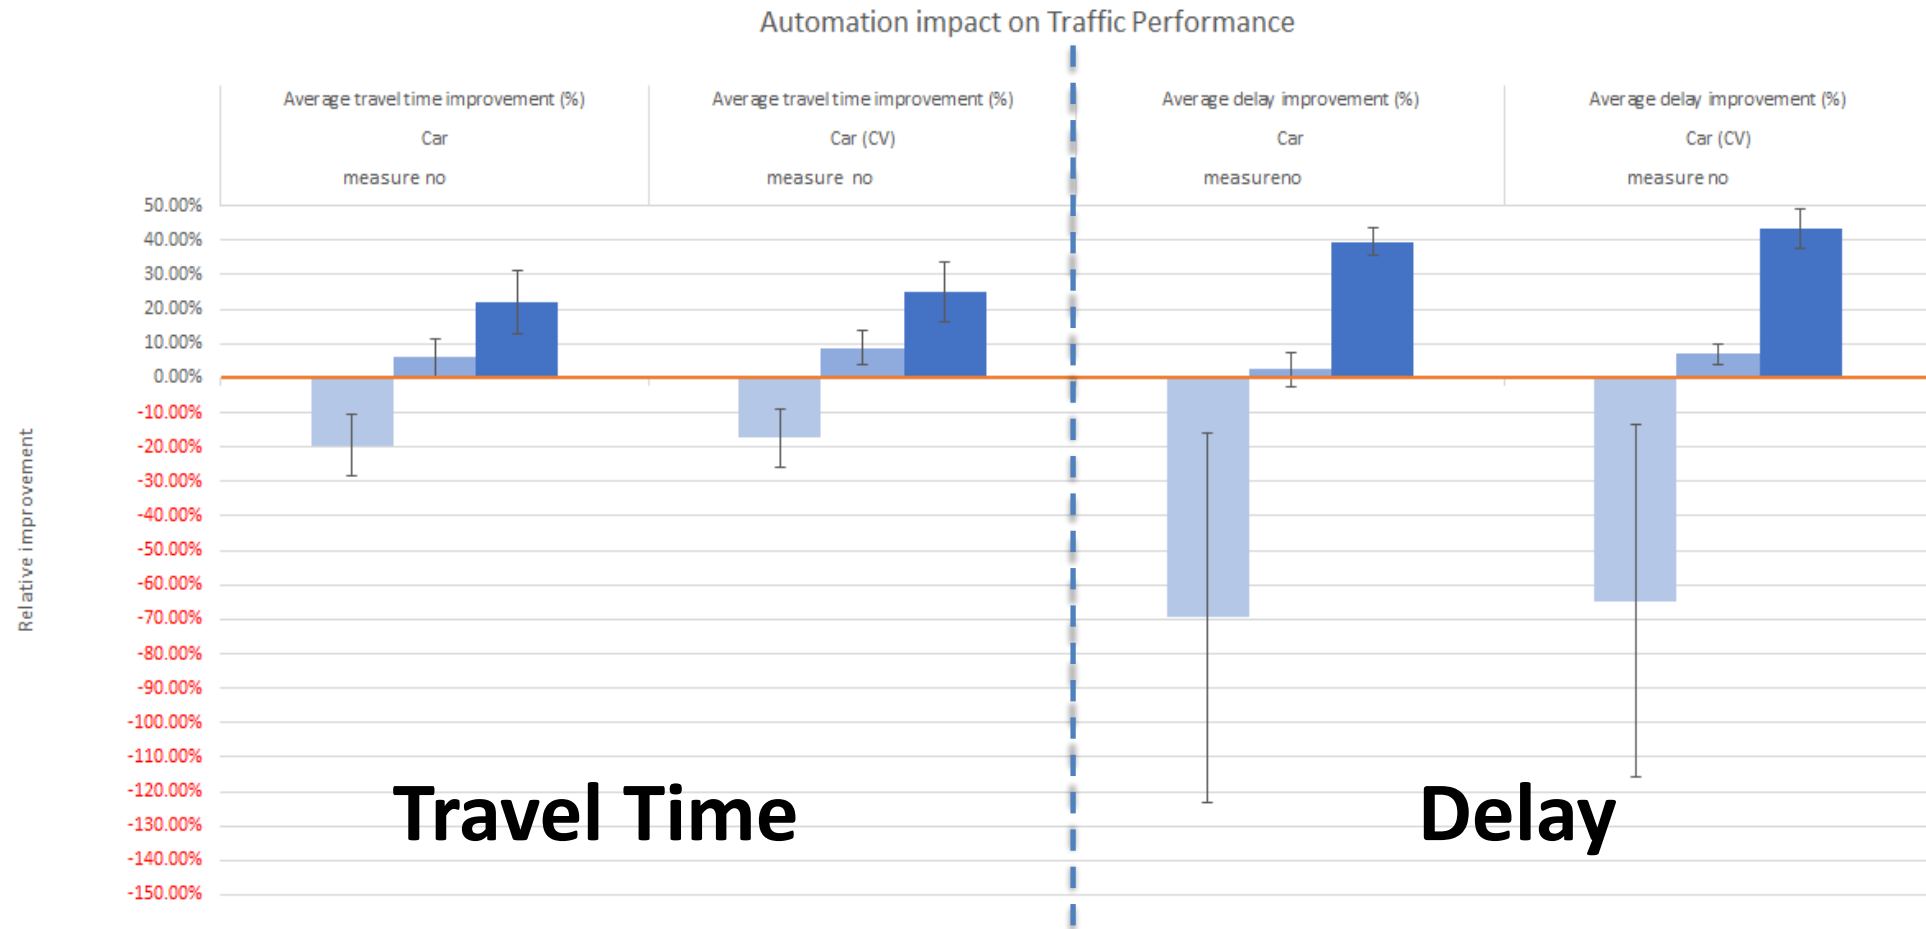 Automation impact on Traffic Performance
Average travel time improvement (%)
Car
measure no
Average travel time improvement (%)
Car (CV)
measure no
Average delay improvement (%)
Car
measureno
Average delay improvement (%)
Car (CV)
measure no
50.00%
40.00%
30.00%
20.00%
10.00%
0.00%
-10.00%
-20.00%
-30.00%
-40.00%
-50.00%
-60.00%
-70.00%
-80.00%
-90.00%
-100.00%
-110.00%
-120.00%
-130.00%
-140.00%
-150.00%
Relative improvement
Travel Time
Delay